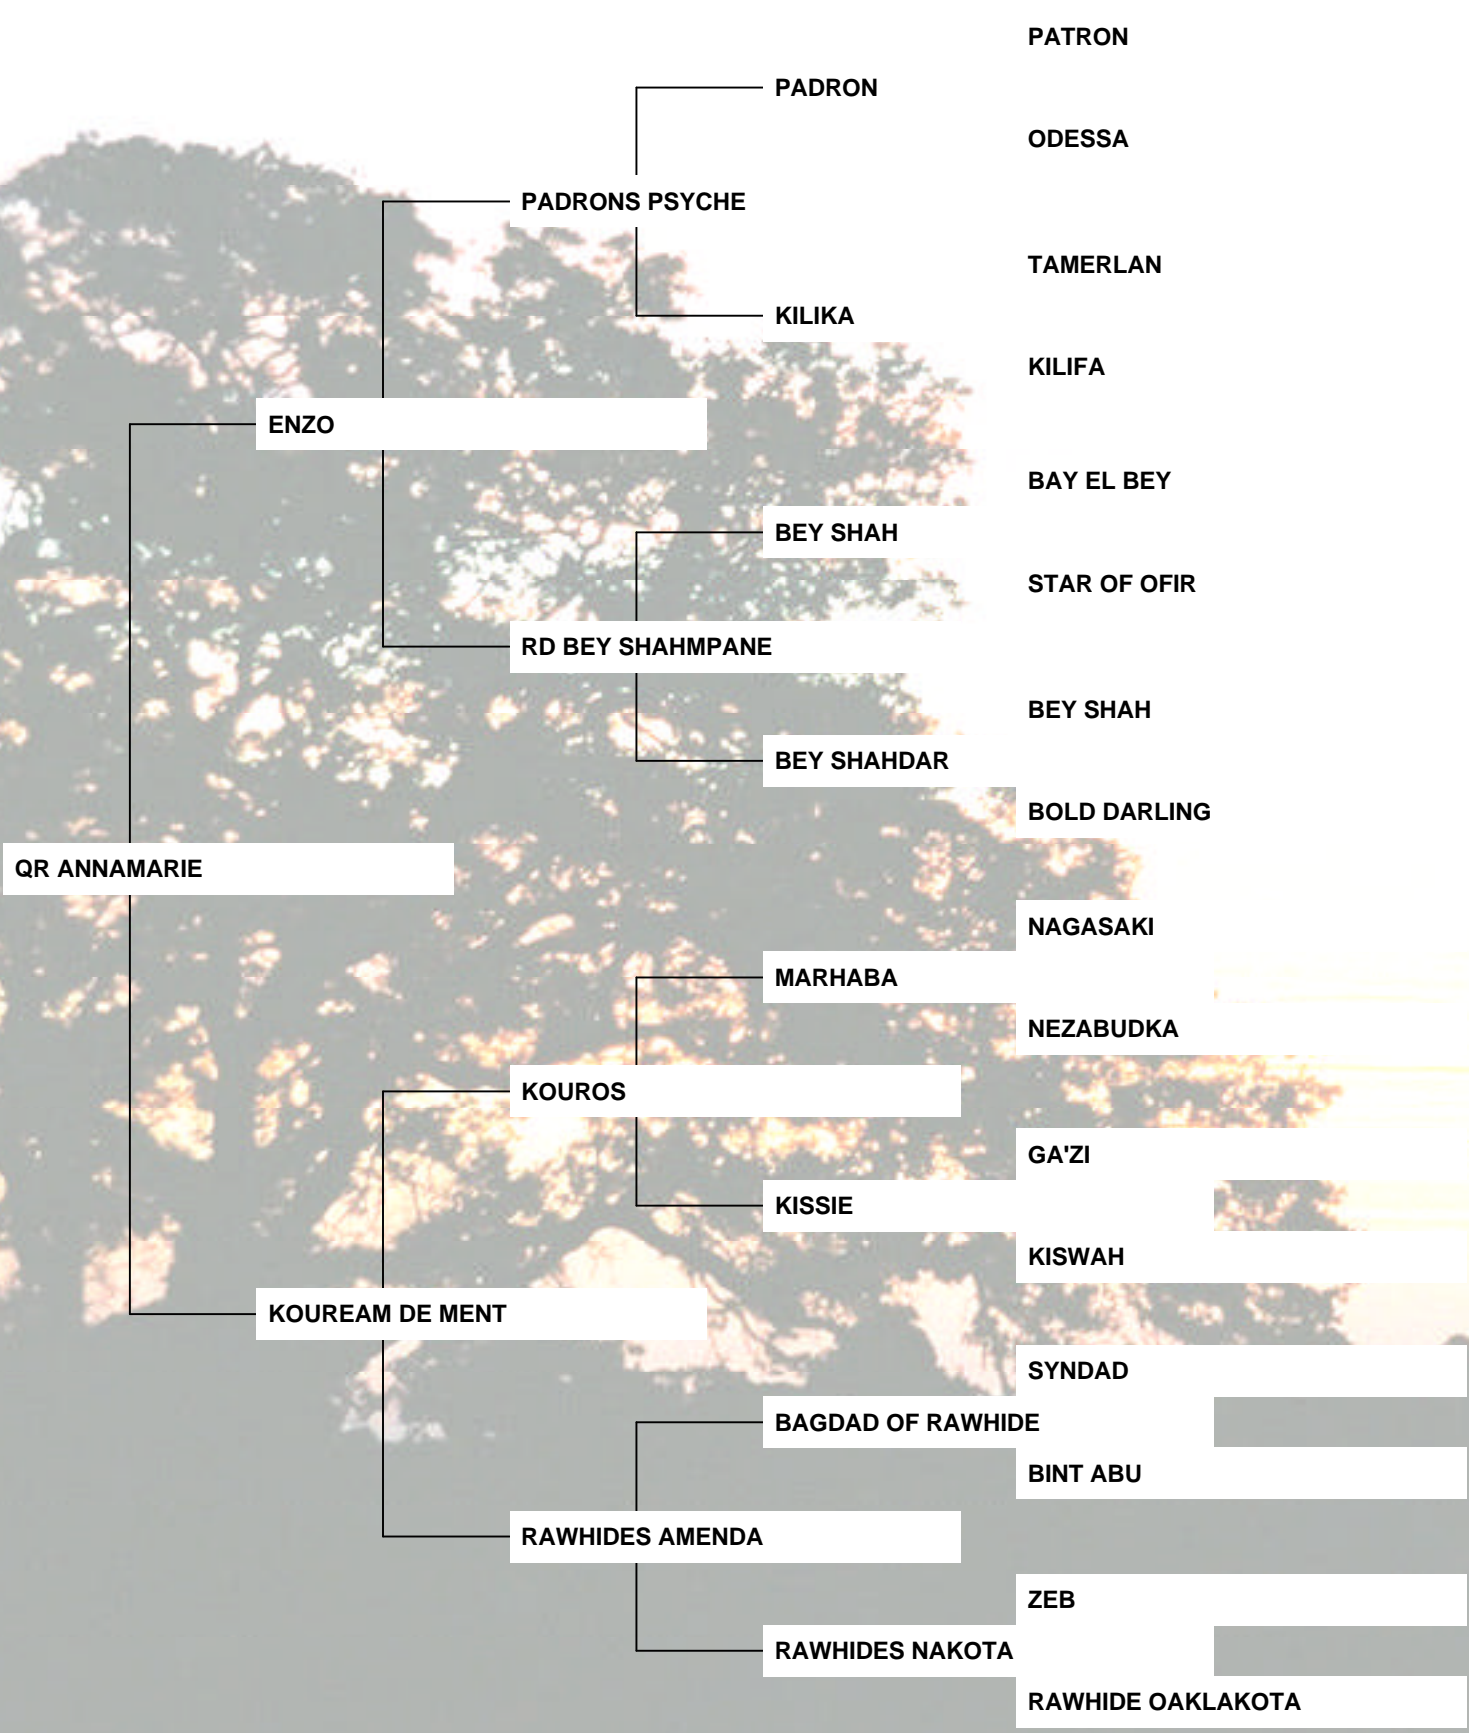 PATRON
PADRON
ODESSA
PADRONS PSYCHE
TAMERLAN
KILIKA
KILIFA
ENZO
BAY EL BEY
BEY SHAH
STAR OF OFIR
RD BEY SHAHMPANE
BEY SHAH
BEY SHAHDAR
BOLD DARLING
QR ANNAMARIE
NAGASAKI
MARHABA
NEZABUDKA
KOUROS
GA'ZI
KISSIE
KISWAH
KOUREAM DE MENT
SYNDAD
BAGDAD OF RAWHIDE
BINT ABU
RAWHIDES AMENDA
ZEB
RAWHIDES NAKOTA
RAWHIDE OAKLAKOTA